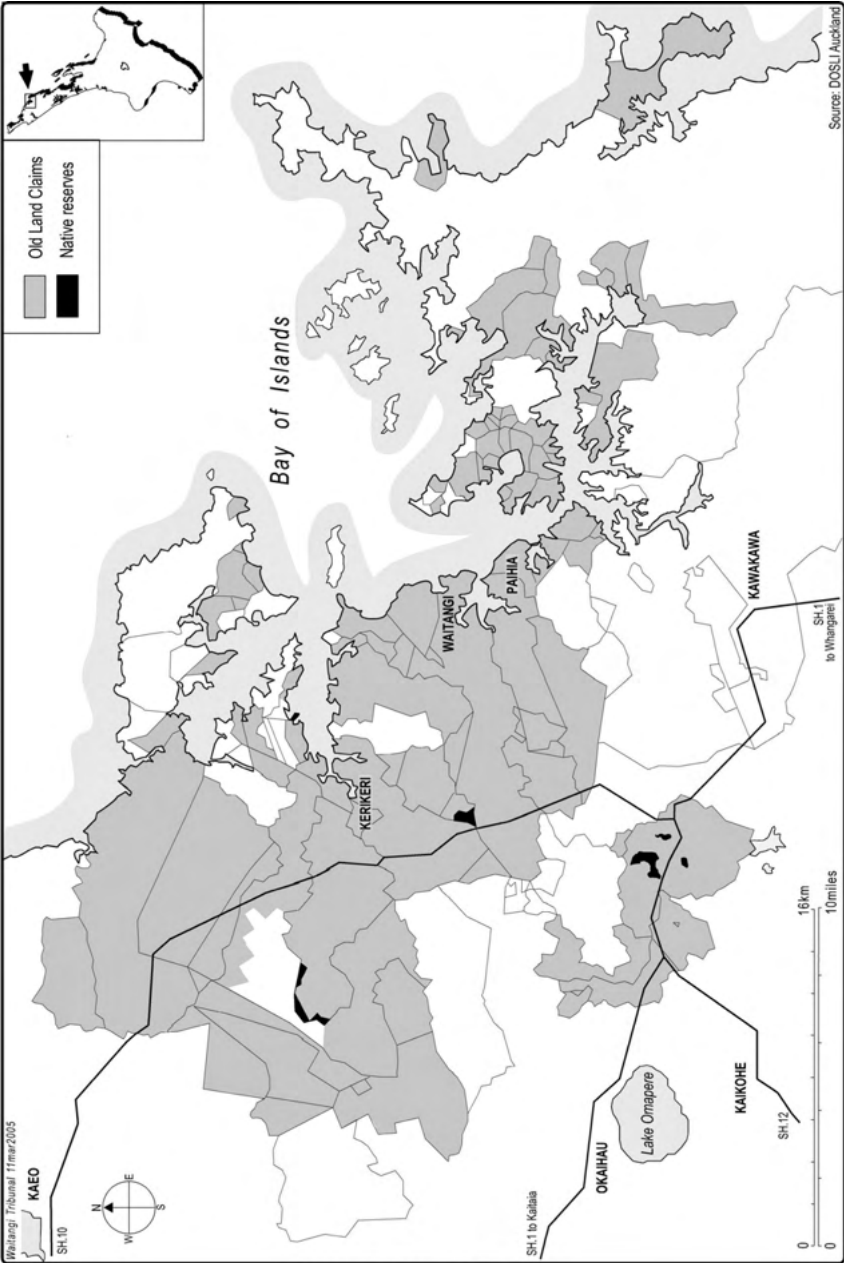 Waitangi Tribunal 11mar2005
KAEO
SH.10
N
W
E
S
Old Land Claims
Native reserves
Bay of Islands
KERIKERI
WAITANGI
PAIHIA
KAWAKAWA
SH.1
to Whangarei
OKAIHAU
SH.1 to Kaitaia
Lake Omapere
KAIKOHE
SH.12
16km
0
0
10miles
Source: DOSLI Auckland